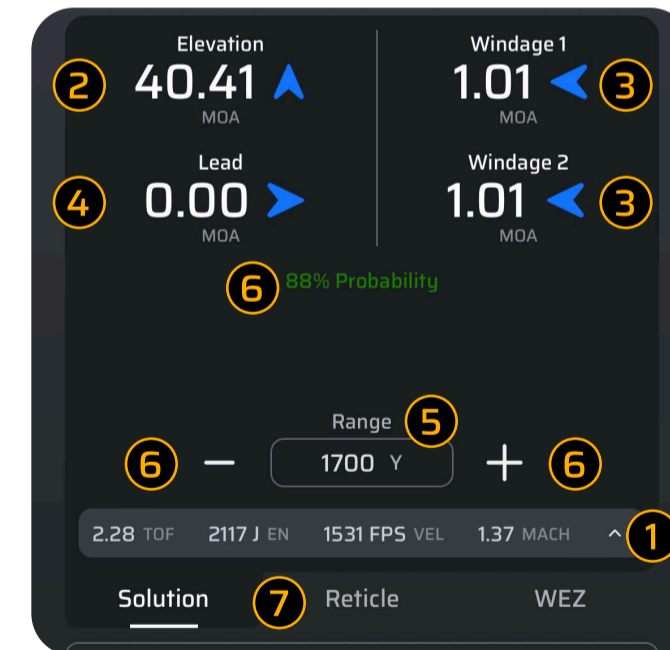 Elevation Windage 1
2 40.41 1.01 3
MOA MOA
Lead Windage 2
4 0.00 1.01 3
MOA MOA
6 88% Probability
Range 5
6 − 1700 Y + 6
2.28 TOF 2117 J EN 1531 FPS VEL 1.37 MACH 1
Solution 7 Reticle WEZ